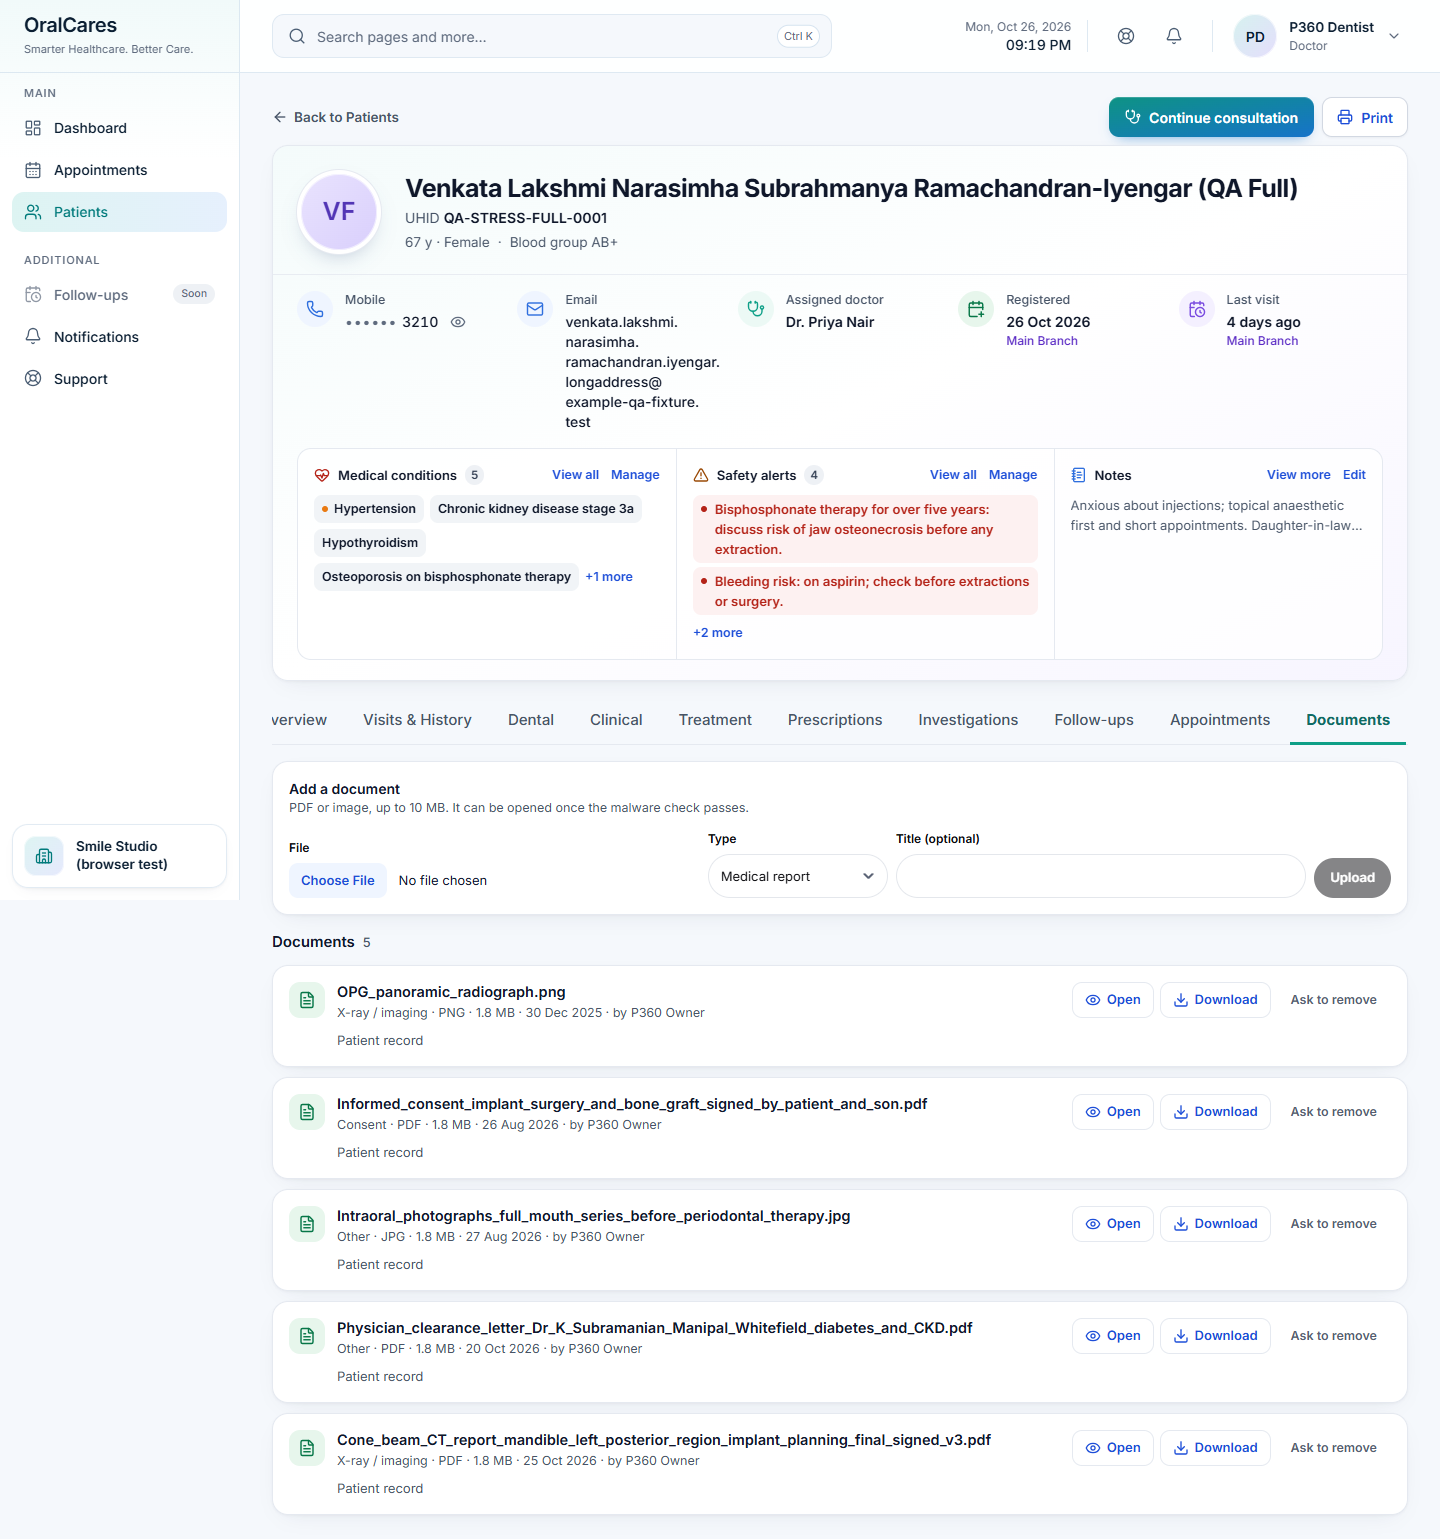 OralCares
Smarter Healthcare. Better Care.
Search pages and more...
Ctrl K
Mon, Oct 26, 2026
09:19 PM
PD
P360 Dentist
Doctor
MAIN
Dashboard
Appointments
Patients
ADDITIONAL
Follow-ups
Soon
Notifications
Support
Smile Studio
(browser test)
Back to Patients
Continue consultation
Print
VF
Venkata Lakshmi Narasimha Subrahmanya Ramachandran-Iyengar (QA Full)
UHID QA-STRESS-FULL-0001
67 y · Female · Blood group AB+
Mobile
•••••• 3210
Email
venkata.lakshmi.
narasimha.
ramachandran.iyengar.
longaddress@
example-qa-fixture.
test
Assigned doctor
Dr. Priya Nair
Registered
26 Oct 2026
Main Branch
Last visit
4 days ago
Main Branch
Medical conditions 5
View all Manage
Hypertension
Chronic kidney disease stage 3a
Hypothyroidism
Osteoporosis on bisphosphonate therapy
+1 more
Safety alerts 4
View all Manage
Bisphosphonate therapy for over five years:
discuss risk of jaw osteonecrosis before any
extraction.
Bleeding risk: on aspirin; check before extractions
or surgery.
+2 more
Notes
View more Edit
Anxious about injections; topical anaesthetic
first and short appointments. Daughter-in-law...
verview
Visits & History
Dental
Clinical
Treatment
Prescriptions
Investigations
Follow-ups
Appointments
Documents
Add a document
PDF or image, up to 10 MB. It can be opened once the malware check passes.
File
Choose File No file chosen
Type
Medical report
Title (optional)
Upload
Documents 5
OPG_panoramic_radiograph.png
X-ray / imaging · PNG · 1.8 MB · 30 Dec 2025 · by P360 Owner
Patient record
Open
Download
Ask to remove
Informed_consent_implant_surgery_and_bone_graft_signed_by_patient_and_son.pdf
Consent · PDF · 1.8 MB · 26 Aug 2026 · by P360 Owner
Patient record
Open
Download
Ask to remove
Intraoral_photographs_full_mouth_series_before_periodontal_therapy.jpg
Other · JPG · 1.8 MB · 27 Aug 2026 · by P360 Owner
Patient record
Open
Download
Ask to remove
Physician_clearance_letter_Dr_K_Subramanian_Manipal_Whitefield_diabetes_and_CKD.pdf
Other · PDF · 1.8 MB · 20 Oct 2026 · by P360 Owner
Patient record
Open
Download
Ask to remove
Cone_beam_CT_report_mandible_left_posterior_region_implant_planning_final_signed_v3.pdf
X-ray / imaging · PDF · 1.8 MB · 25 Oct 2026 · by P360 Owner
Patient record
Open
Download
Ask to remove